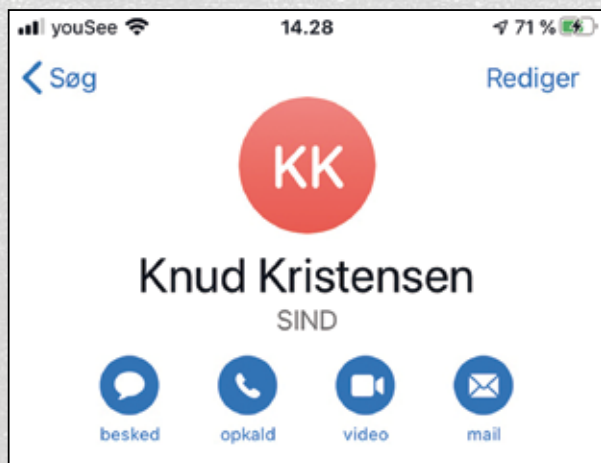 youSee 14.28 71 %
Søg Rediger
KK
Knud Kristensen
SIND
besked opkald video mail